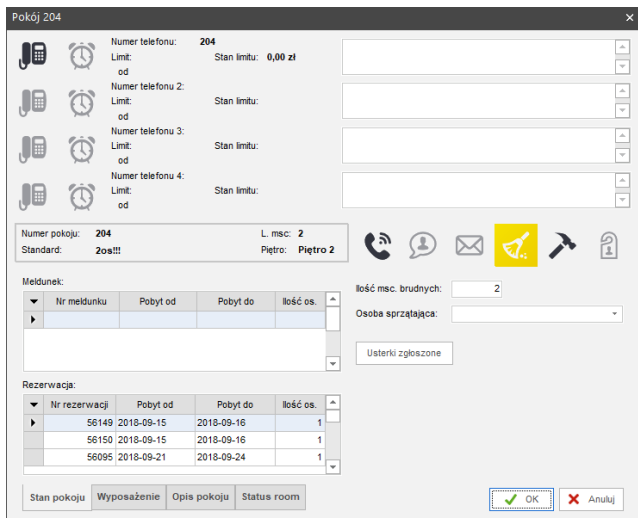 Pokój 204
Numer telefonu: 204
Limit: Stan limitu: 0,00 zł
od
Numer telefonu 2:
Limit: Stan limitu:
od
Numer telefonu 3:
Limit: Stan limitu:
od
Numer telefonu 4:
Limit: Stan limitu:
od
Numer pokoju: 204 L. msc: 2
Standard: 2os!!! Piętro: Piętro 2
Meldunek:
Nr meldunku Pobyt od Pobyt do Ilość os.
Ilość msc. brudnych: 2
Osoba sprzątająca:
Usterki zgłoszone
Rezerwacja:
Nr rezerwacji Pobyt od Pobyt do Ilość os.
56149 2018-09-15 2018-09-16 1
56150 2018-09-15 2018-09-16 1
56095 2018-09-21 2018-09-24 1
Stan pokoju Wyposażenie Opis pokoju Status room
OK Anuluj